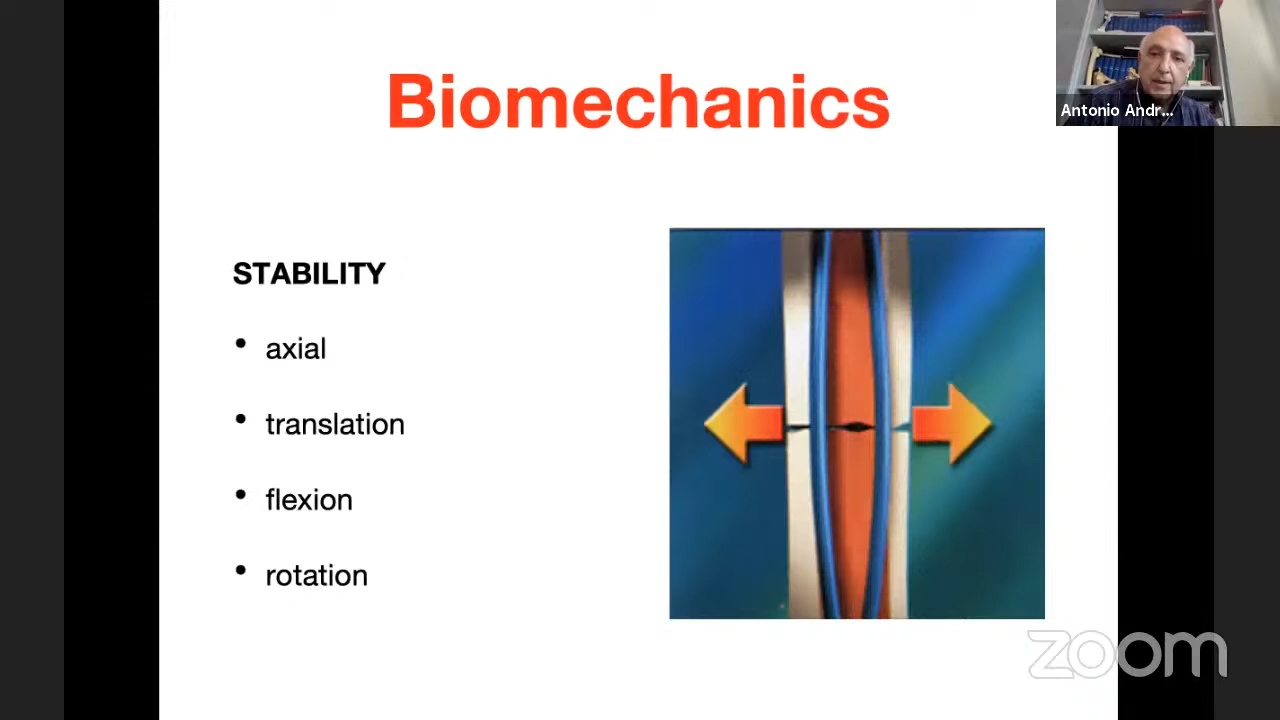 Biomechanics
Antonio Andr...
STABILITY
• axial
• translation
• flexion
• rotation
zoom